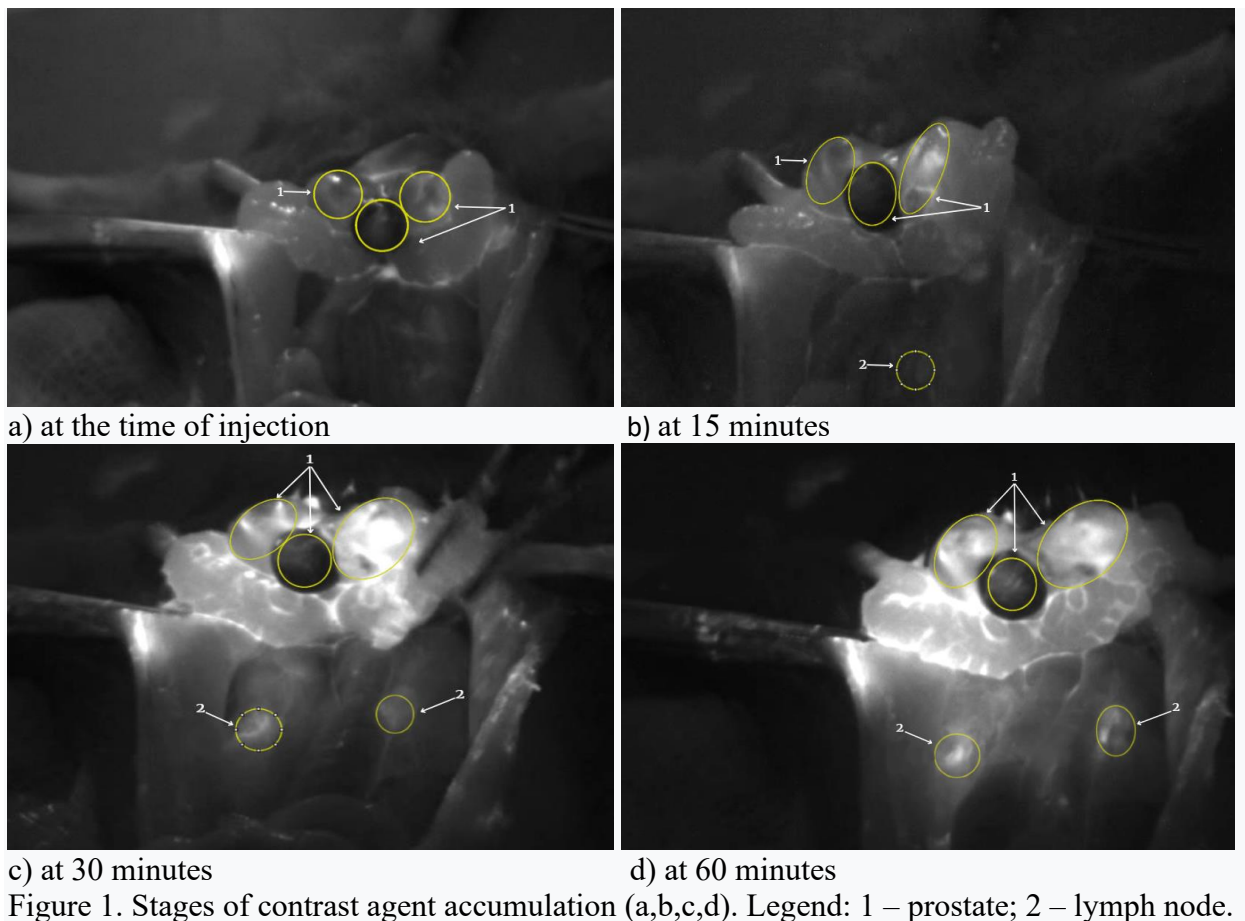 1
1
a) at the time of injection
1
1
2
b) at 15 minutes
1
2
2
c) at 30 minutes
1
2
2
d) at 60 minutes
Figure 1. Stages of contrast agent accumulation (a,b,c,d). Legend: 1 – prostate; 2 – lymph node.